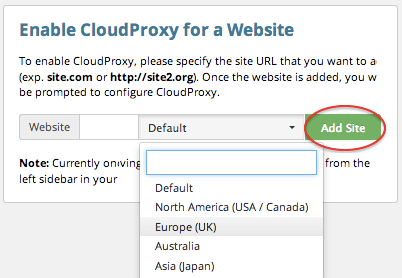 Enable CloudProxy for a Website
To enable CloudProxy, please specify the site URL that you want to a
(exp. site.com or http://site2.org). Once the website is added, you w
be prompted to configure CloudProxy.
Website Default Add Site
Note: Currently from the
left sidebar in your
Default
North America (USA / Canada)
Europe (UK)
Australia
Asia (Japan)